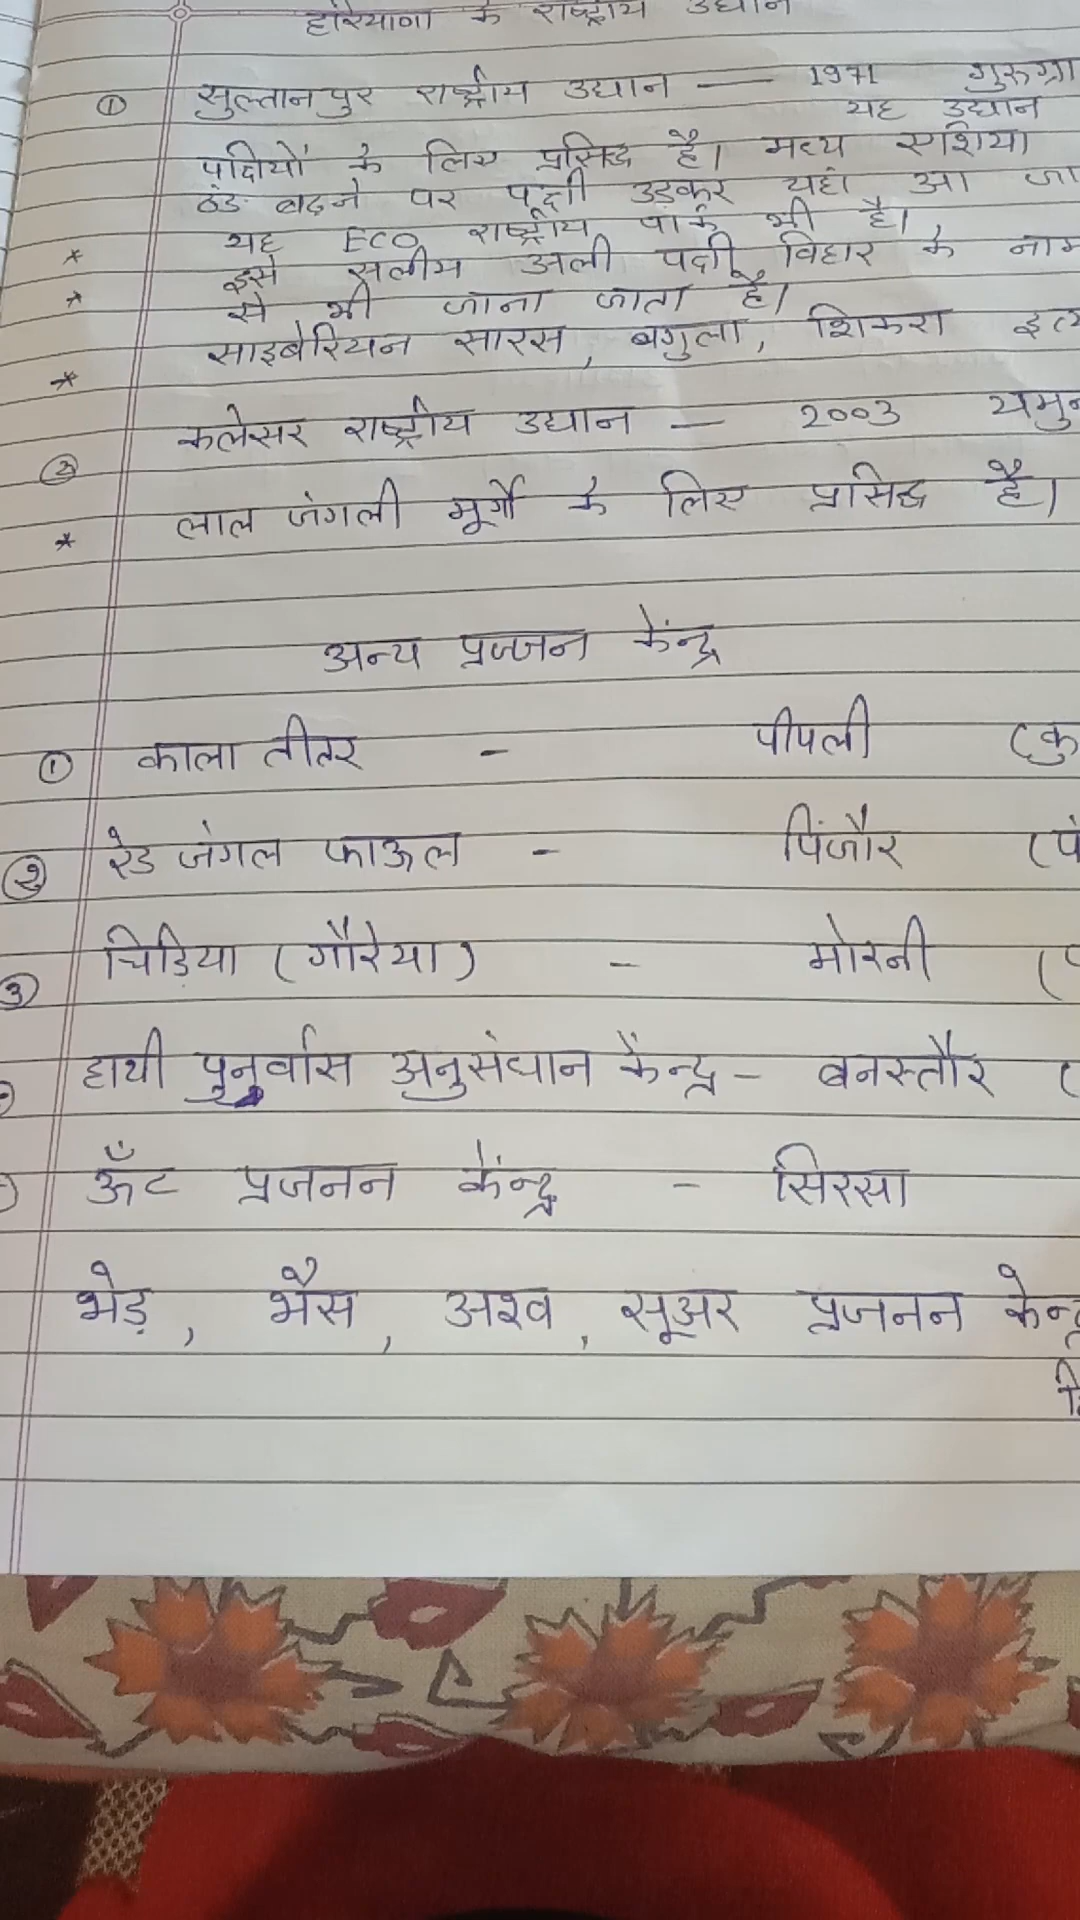 हरियाणा के राष्ट्रीय उद्यान
① सुल्तानपुर राष्ट्रीय उद्यान — 1971 गुरुग्रा
यह उद्यान
पक्षियों के लिए प्रसिद्ध है। मध्य एशिया
ठंड बढ़ने पर पक्षी उड़कर यहां आ जा
* यह ECO राष्ट्रीय पार्क भी है।
* इसे सलीम अली पक्षी विहार के नाम
से भी जाना जाता है।
* साइबेरियन सारस, बगुला, शिकरा इत्य
② कलेसर राष्ट्रीय उद्यान — 2003 यमुन
* लाल जंगली मूर्गो के लिए प्रसिद्ध है।
अन्य प्रज्जन केंन्द्र
① काला तीतर - पीपली (कु
② रेड जंगल फाऊल - पिंजौर (पं
③ चिड़िया (गौरेया) - मोरनी (
हाथी पुनुर्वास अनुसंधान कैन्द्र - बनस्तौर (
ऊँट प्रजनन केंन्द्र - सिरसा
भेड़, भैस, अश्व, सूअर प्रजनन केन्द्र
हि